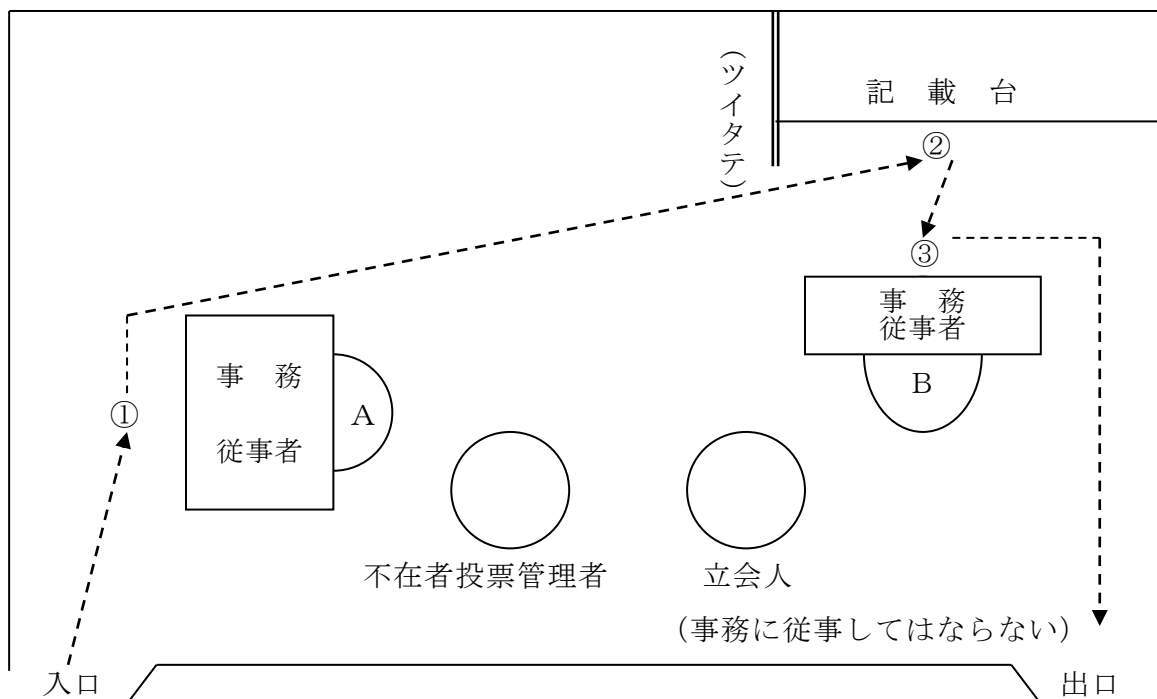 (ツイタテ)
記　載　台
②
③
事　務
従事者
B
事　務
従事者
A
①
不在者投票管理者
立会人
(事務に従事してはならない)
入口
出口